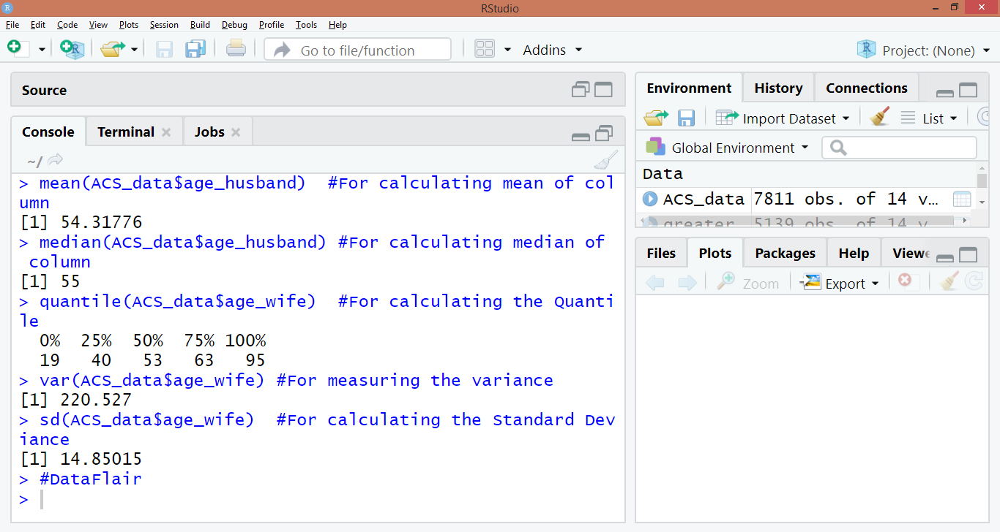 RStudio
File Edit Code View Plots Session Build Debug Profile Tools Help
Go to file/function Addins Project: (None)
Source
Console Terminal Jobs
~/
> mean(ACS_data$age_husband)  #For calculating mean of col
umn
[1] 54.31776
> median(ACS_data$age_husband) #For calculating median of
 column
[1] 55
> quantile(ACS_data$age_wife)  #For calculating the Quanti
le
  0%  25%  50%  75% 100%
  19   40   53   63   95
> var(ACS_data$age_wife) #For measuring the variance
[1] 220.527
> sd(ACS_data$age_wife)  #For calculating the Standard Dev
iance
[1] 14.85015
> #DataFlair
>
Environment History Connections
Import Dataset List
Global Environment
Data
ACS_data 7811 obs. of 14 v…
greater 5139 obs. of 14 v
Files Plots Packages Help Viewe
Zoom Export